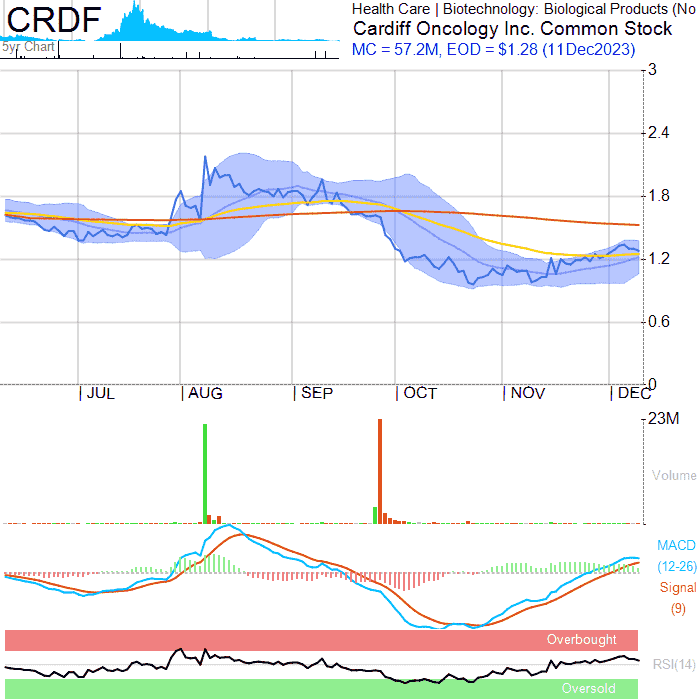 CRDF
Health Care | Biotechnology: Biological Products (No
Cardiff Oncology Inc. Common Stock
MC = 57.2M, EOD = $1.28 (11Dec2023)
5yr Chart
3
2.4
1.8
1.2
0.6
0
JUL AUG SEP OCT NOV DEC
23M
Volume
MACD
(12-26)
Signal
(9)
Overbought
RSI(14)
Oversold